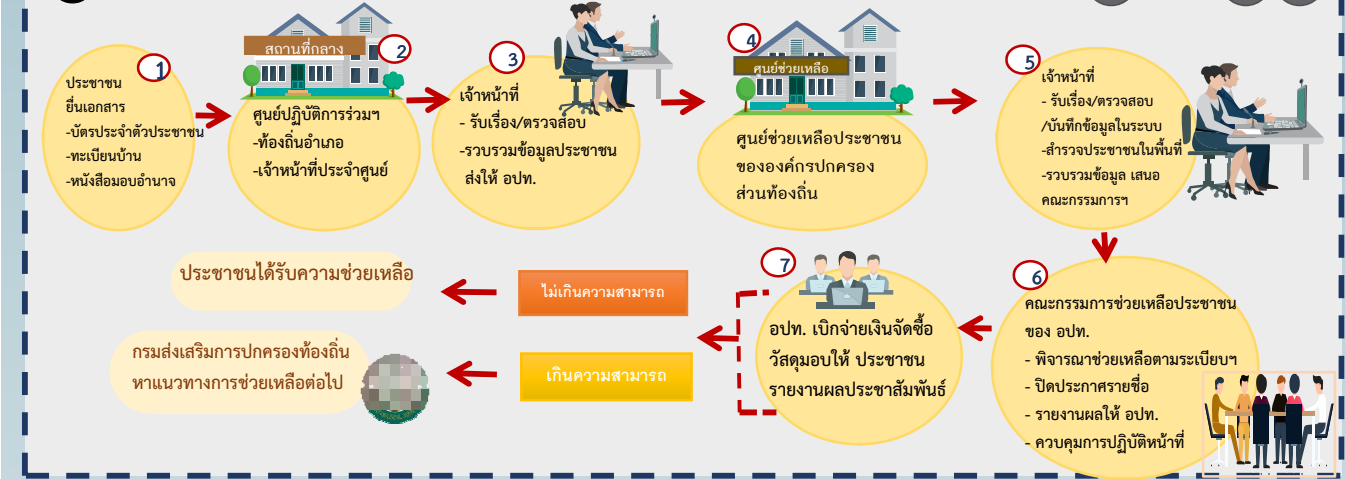 1
ประชาชน
ยื่นเอกสาร
-บัตรประจำตัวประชาชน
-ทะเบียนบ้าน
-หนังสือมอบอำนาจ
สถานที่กลาง
2
ศูนย์ปฏิบัติการร่วมฯ
-ท้องถิ่นอำเภอ
-เจ้าหน้าที่ประจำศูนย์
3
เจ้าหน้าที่
- รับเรื่อง/ตรวจสอบ
-รวบรวมข้อมูลประชาชน
ส่งให้ อปท.
4
ศูนย์ช่วยเหลือ
ศูนย์ช่วยเหลือประชาชน
ขององค์กรปกครอง
ส่วนท้องถิ่น
5
เจ้าหน้าที่
- รับเรื่อง/ตรวจสอบ
/บันทึกข้อมูลในระบบ
-สำรวจประชาชนในพื้นที่
-รวบรวมข้อมูล เสนอ
คณะกรรมการฯ
6
คณะกรรมการช่วยเหลือประชาชน
ของ อปท.
- พิจารณาช่วยเหลือตามระเบียบฯ
- ปิดประกาศรายชื่อ
- รายงานผลให้ อปท.
- ควบคุมการปฏิบัติหน้าที่
7
อปท. เบิกจ่ายเงินจัดซื้อ
วัสดุมอบให้ ประชาชน
รายงานผลประชาสัมพันธ์
ไม่เกินความสามารถ
ประชาชนได้รับความช่วยเหลือ
เกินความสามารถ
กรมส่งเสริมการปกครองท้องถิ่น
หาแนวทางการช่วยเหลือต่อไป